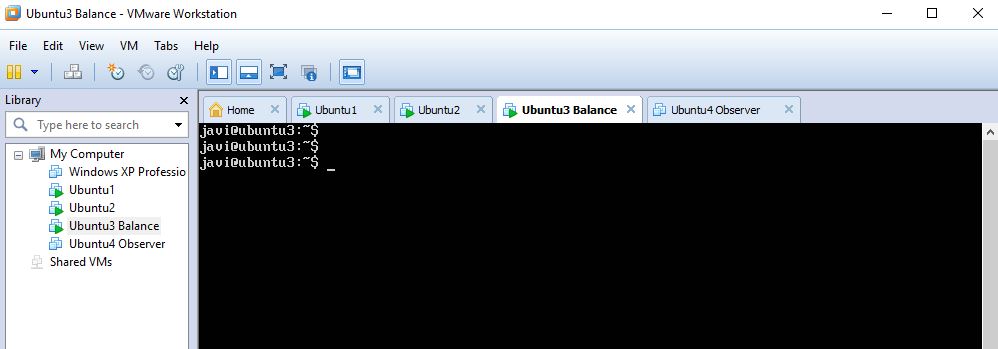 Ubuntu3 Balance - VMware Workstation
File Edit View VM Tabs Help
Library
Type here to search
My Computer
Windows XP Professio
Ubuntu1
Ubuntu2
Ubuntu3 Balance
Ubuntu4 Observer
Shared VMs
Home Ubuntu1 Ubuntu2 Ubuntu3 Balance Ubuntu4 Observer
javi@ubuntu3:~$
javi@ubuntu3:~$
javi@ubuntu3:~$ _